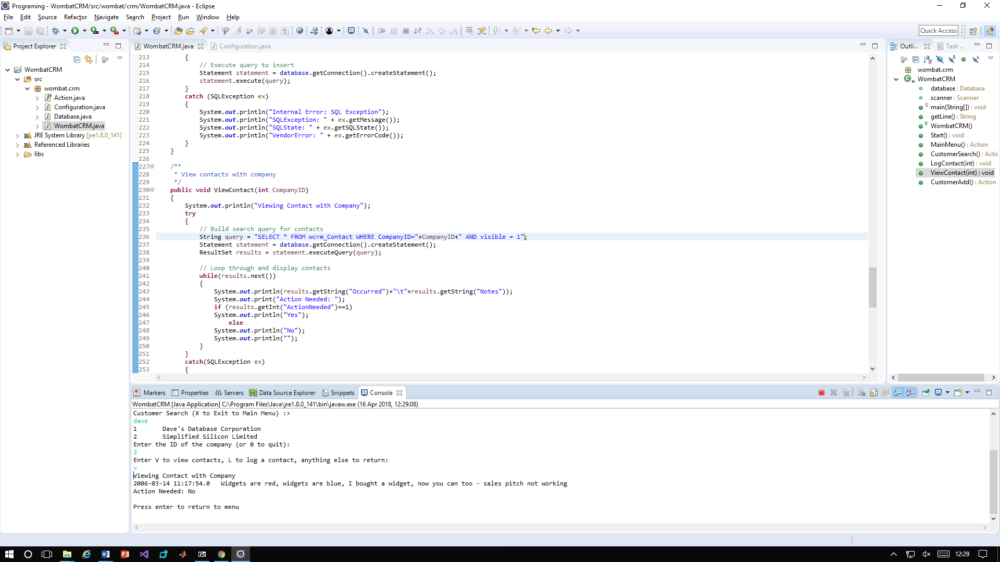 Programing - WombatCRM/src/wombat/crm/WombatCRM.java - Eclipse
File Edit Source Refactor Navigate Search Project Run Window Help
Quick Access
Project Explorer
WombatCRM
src
wombat.crm
Action.java
Configuration.java
Database.java
WombatCRM.java
JRE System Library [jre1.8.0_141]
Referenced Libraries
libs
WombatCRM.java Configuration.java
213 {
214 // Execute query to insert
215 Statement statement = database.getConnection().createStatement();
216 statement.execute(query);
217 }
218 catch (SQLException ex)
219 {
220 System.out.println("Internal Error: SQL Exception");
221 System.out.println("SQLException: " + ex.getMessage());
222 System.out.println("SQLState: " + ex.getSQLState());
223 System.out.println("VendorError: " + ex.getErrorCode());
224 }
225 }
226
227 /**
228 * View contacts with company
229 */
230 public void ViewContact(int CompanyID)
231 {
232 System.out.println("Viewing Contact with Company");
233 try
234 {
235 // Build search query for contacts
236 String query = "SELECT * FROM wcrm_Contact WHERE CompanyID="+CompanyID+" AND visible = 1";
237 Statement statement = database.getConnection().createStatement();
238 ResultSet results = statement.executeQuery(query);
239
240 // Loop through and display contacts
241 while(results.next())
242 {
243 System.out.println(results.getString("Occurred")+"\t"+results.getString("Notes"));
244 System.out.print("Action Needed: ");
245 if (results.getInt("ActionNeeded")==1)
246 System.out.println("Yes");
247 else
248 System.out.println("No");
249 System.out.println("");
250 }
251 }
252 catch(SQLException ex)
253 {
Outli... Task ...
wombat.crm
WombatCRM
database : Database
scanner : Scanner
main(String[]) : void
getLine() : String
WombatCRM()
Start() : void
MainMenu() : Action
CustomerSearch() : Actic
LogContact(int) : void
ViewContact(int) : void
CustomerAdd() : Action
Markers Properties Servers Data Source Explorer Snippets Console
WombatCRM [Java Application] C:\Program Files\Java\jre1.8.0_141\bin\javaw.exe (16 Apr 2018, 12:29:08)
Customer Search (X to Exit to Main Menu) :>
dave
1 Dave's Database Corporation
2 Simplified Silicon Limited
Enter the ID of the company (or 0 to quit):
2
Enter V to view contacts, L to log a contact, anything else to return:
v
Viewing Contact with Company
2006-03-14 11:17:54.0 Widgets are red, widgets are blue, I bought a widget, now you can too - sales pitch not working
Action Needed: No
Press enter to return to menu
12:29